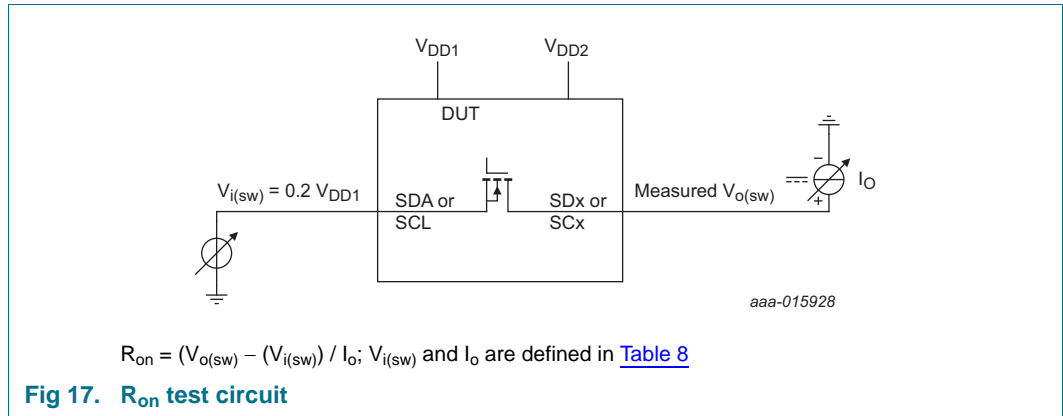 VDD1
VDD2
DUT
Vi(sw) = 0.2 VDD1
SDA or
SCL
SDx or
SCx
Measured Vo(sw)
−
+
IO
aaa-015928
Ron = (Vo(sw) − (Vi(sw)) / Io; Vi(sw) and Io are defined in Table 8
Fig 17. Ron test circuit